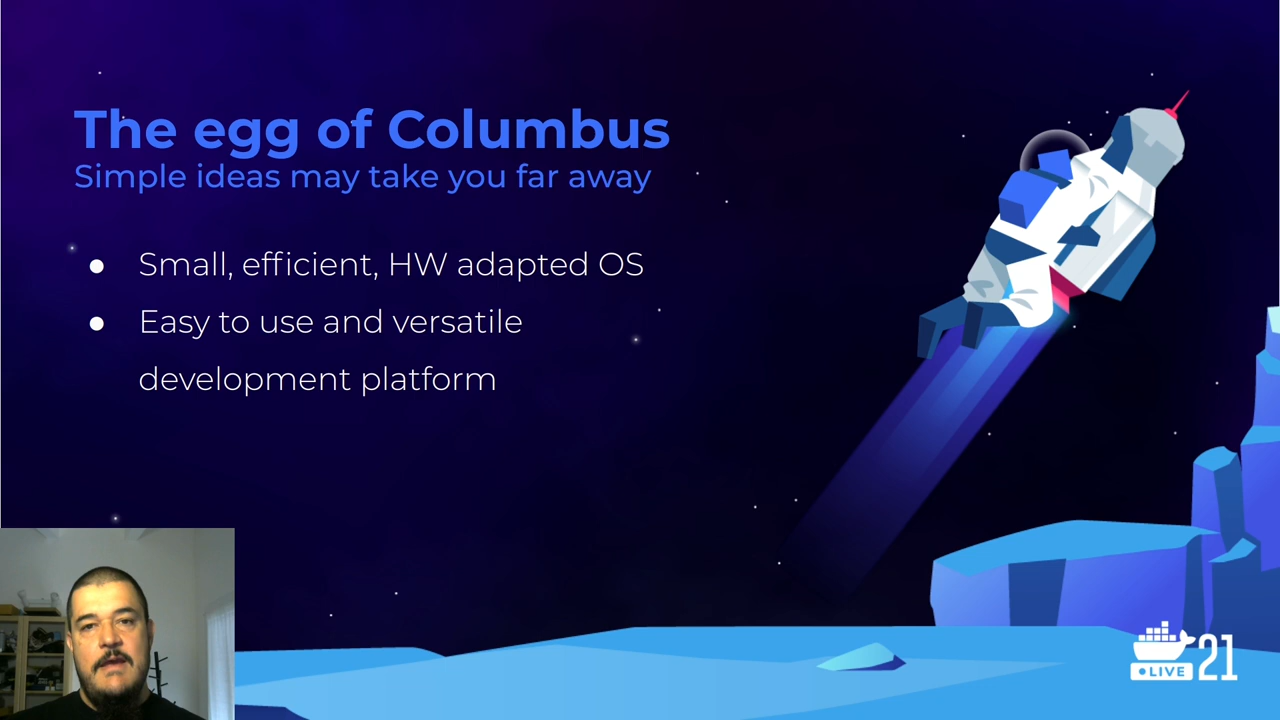 The egg of Columbus
Simple ideas may take you far away
● Small, efficient, HW adapted OS
● Easy to use and versatile
development platform
LIVE 21